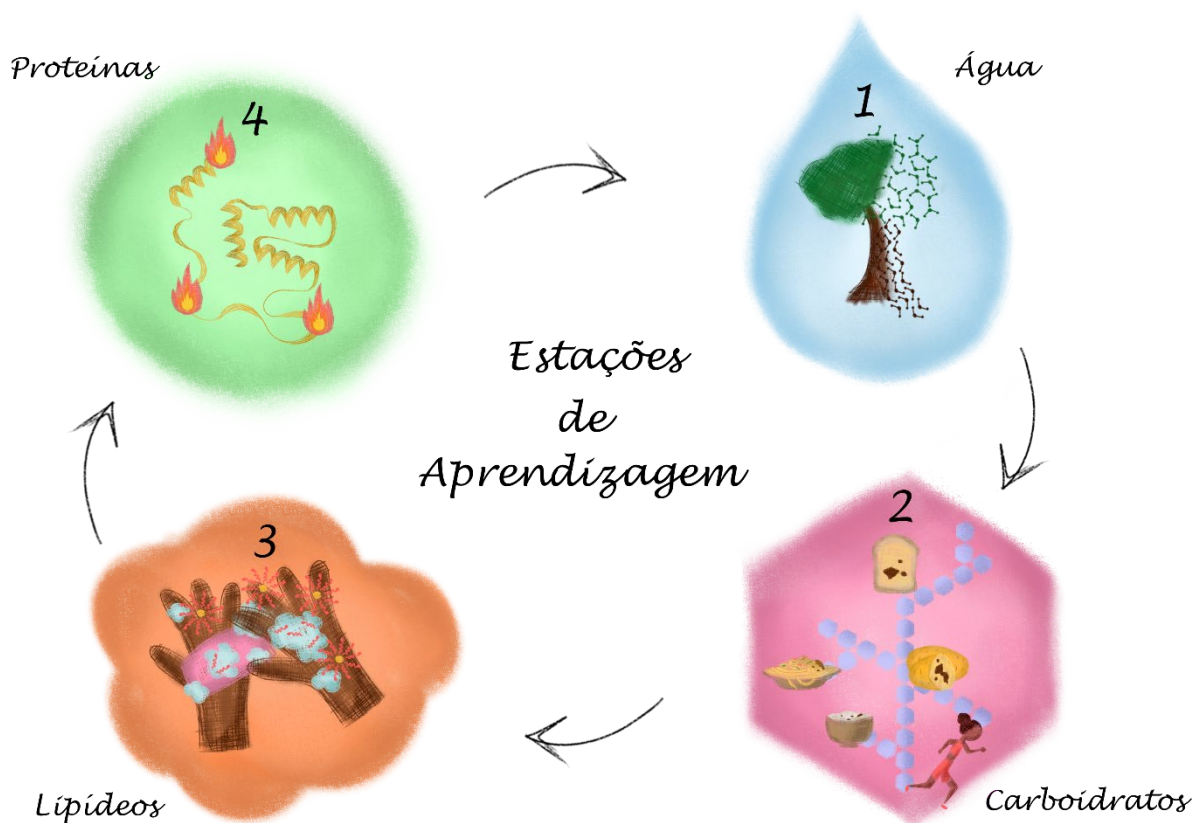 Proteínas
Água
4
1
Estações
de
Aprendizagem
3
2
Lipídeos
Carboidratos